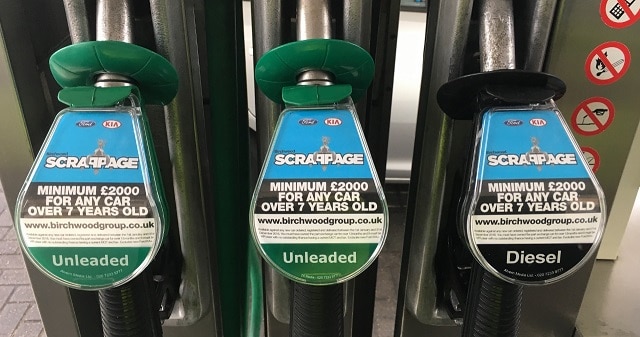 Ford KIA
Birchwood
SCRAPPAGE
MINIMUM £2000
FOR ANY CAR
OVER 7 YEARS OLD
www.birchwoodgroup.co.uk
Unleaded
Ford KIA
SCRAPPAGE
MINIMUM £2000
FOR ANY CAR
OVER 7 YEARS OLD
www.birchwoodgroup.co.uk
Unleaded
Ford KIA
SCRAPPAGE
MINIMUM £2000
FOR ANY CAR
OVER 7 YEARS OLD
www.birchwoodgroup.co.uk
Diesel